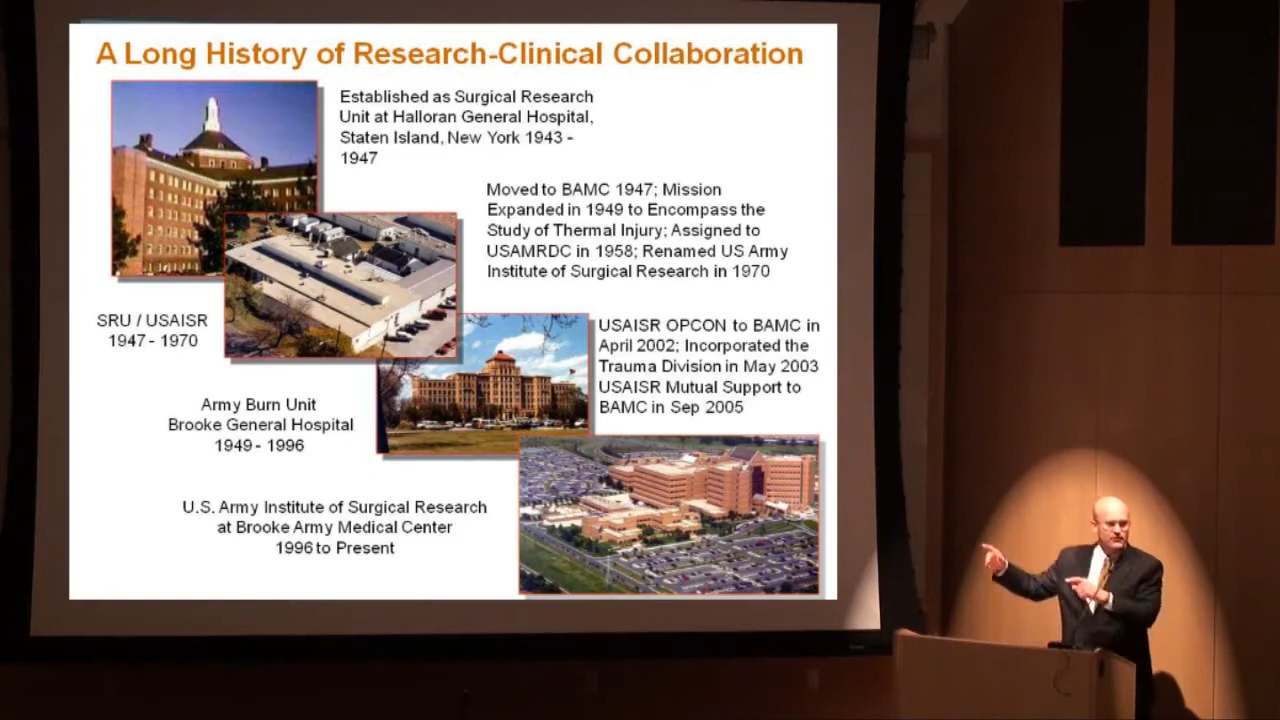 A Long History of Research-Clinical Collaboration
Established as Surgical Research
Unit at Halloran General Hospital,
Staten Island, New York 1943 -
1947
Moved to BAMC 1947; Mission
Expanded in 1949 to Encompass the
Study of Thermal Injury; Assigned to
USAMRDC in 1958; Renamed US Army
Institute of Surgical Research in 1970
SRU / USAISR
1947 - 1970
USAISR OPCON to BAMC in
April 2002; Incorporated the
Trauma Division in May 2003
USAISR Mutual Support to
BAMC in Sep 2005
Army Burn Unit
Brooke General Hospital
1949 - 1996
U.S. Army Institute of Surgical Research
at Brooke Army Medical Center
1996 to Present